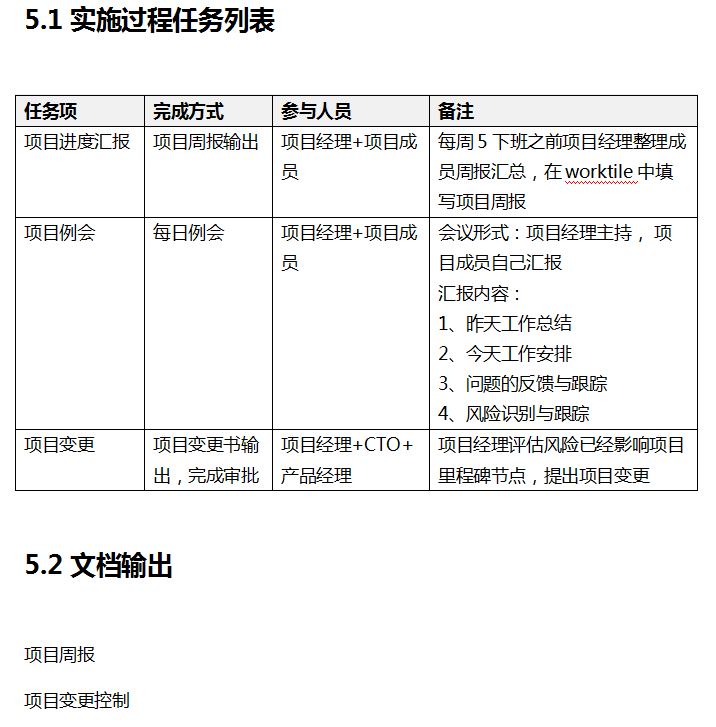 5.1 实施过程任务列表
任务项 完成方式 参与人员 备注
项目进度汇报 项目周报输出 项目经理+项目成
员
每周5下班之前项目经理整理成
员周报汇总，在worktile中填
写项目周报
项目例会 每日例会 项目经理+项目成
员
会议形式：项目经理主持， 项
目成员自己汇报
汇报内容：
1、昨天工作总结
2、今天工作安排
3、问题的反馈与跟踪
4、风险识别与跟踪
项目变更 项目变更书输
出，完成审批
项目经理+CTO+
产品经理
项目经理评估风险已经影响项目
里程碑节点，提出项目变更
5.2 文档输出
项目周报
项目变更控制